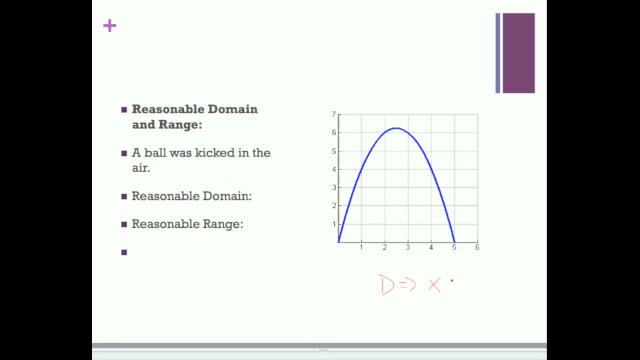 +
Reasonable Domain
and Range:
A ball was kicked in the
air.
Reasonable Domain:
Reasonable Range:
7
6
5
4
3
2
1
1 2 3 4 5 6
D => X